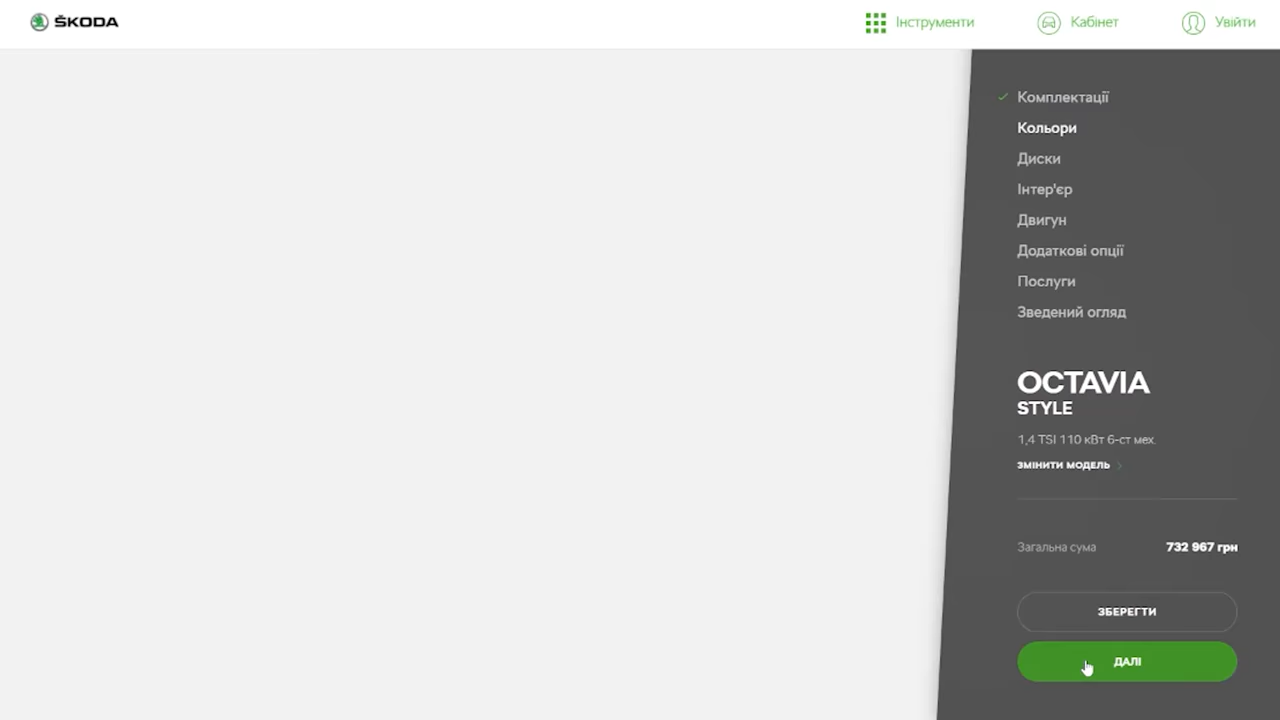 ŠKODA
Інструменти
Кабінет
Увійти
Комплектації
Кольори
Диски
Інтер'єр
Двигун
Додаткові опції
Послуги
Зведений огляд
OCTAVIA
STYLE
1,4 TSI 110 кВт 6-ст мех.
ЗМІНИТИ МОДЕЛЬ
Загальна сума 732 967 грн
ЗБЕРЕГТИ
ДАЛІ